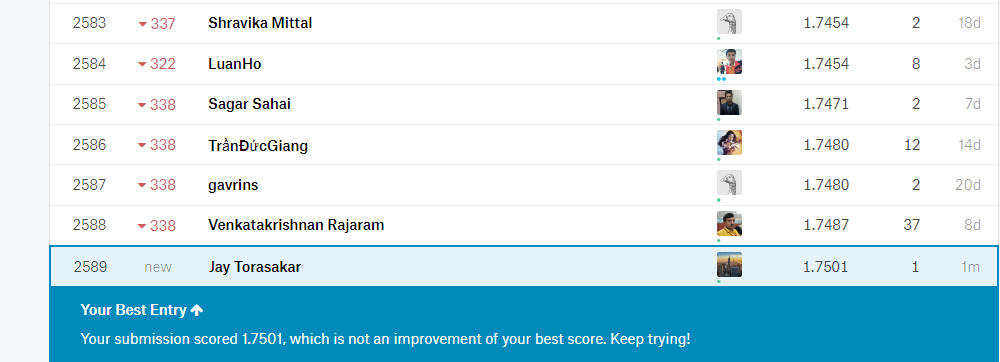 2583 337 Shravika Mittal 1.7454 2 18d
2584 322 LuanHo 1.7454 8 3d
2585 338 Sagar Sahai 1.7471 2 7d
2586 338 TrầnĐứcGiang 1.7480 12 14d
2587 338 gavrins 1.7480 2 20d
2588 338 Venkatakrishnan Rajaram 1.7487 37 8d
2589 new Jay Torasakar 1.7501 1 1m
Your Best Entry
Your submission scored 1.7501, which is not an improvement of your best score. Keep trying!